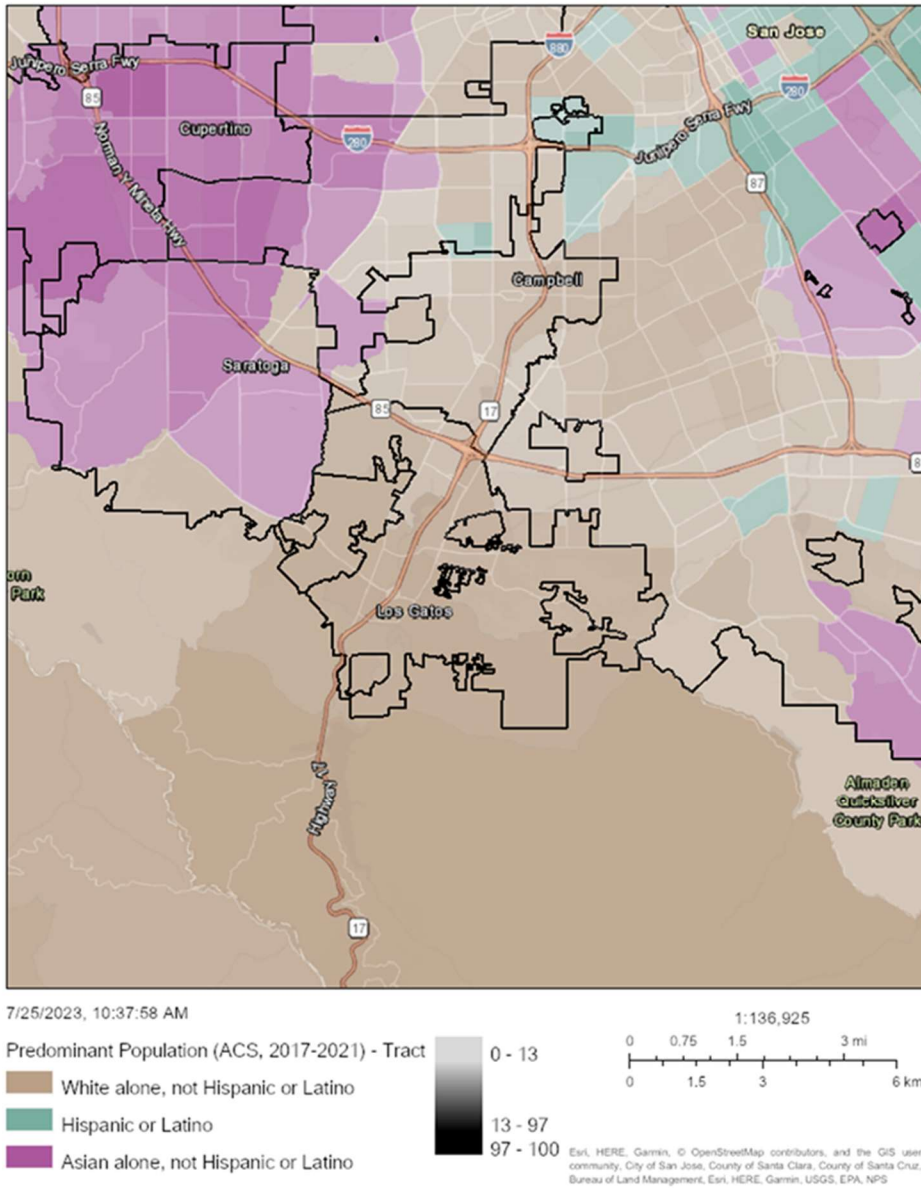 San Jose
880
Junipero Serra Fwy
85
280
Cupertino
280
Junipero Serra Fwy
Norman Y Mineta Hwy
87
Campbell
Saratoga
85
17
8
orn
Park
Los Gatos
Almaden
Quicksilver
County Park
Highway
17
7/25/2023, 10:37:58 AM
Predominant Population (ACS, 2017-2021) - Tract
White alone, not Hispanic or Latino
Hispanic or Latino
Asian alone, not Hispanic or Latino
0 - 13
13 - 97
97 - 100
1:136,925
0 0.75 1.5 3 mi
0 1.5 3 6 km
Esri, HERE, Garmin, © OpenStreetMap contributors, and the GIS user
community, City of San Jose, County of Santa Clara, County of Santa Cruz,
Bureau of Land Management, Esri, HERE, Garmin, USGS, EPA, NPS